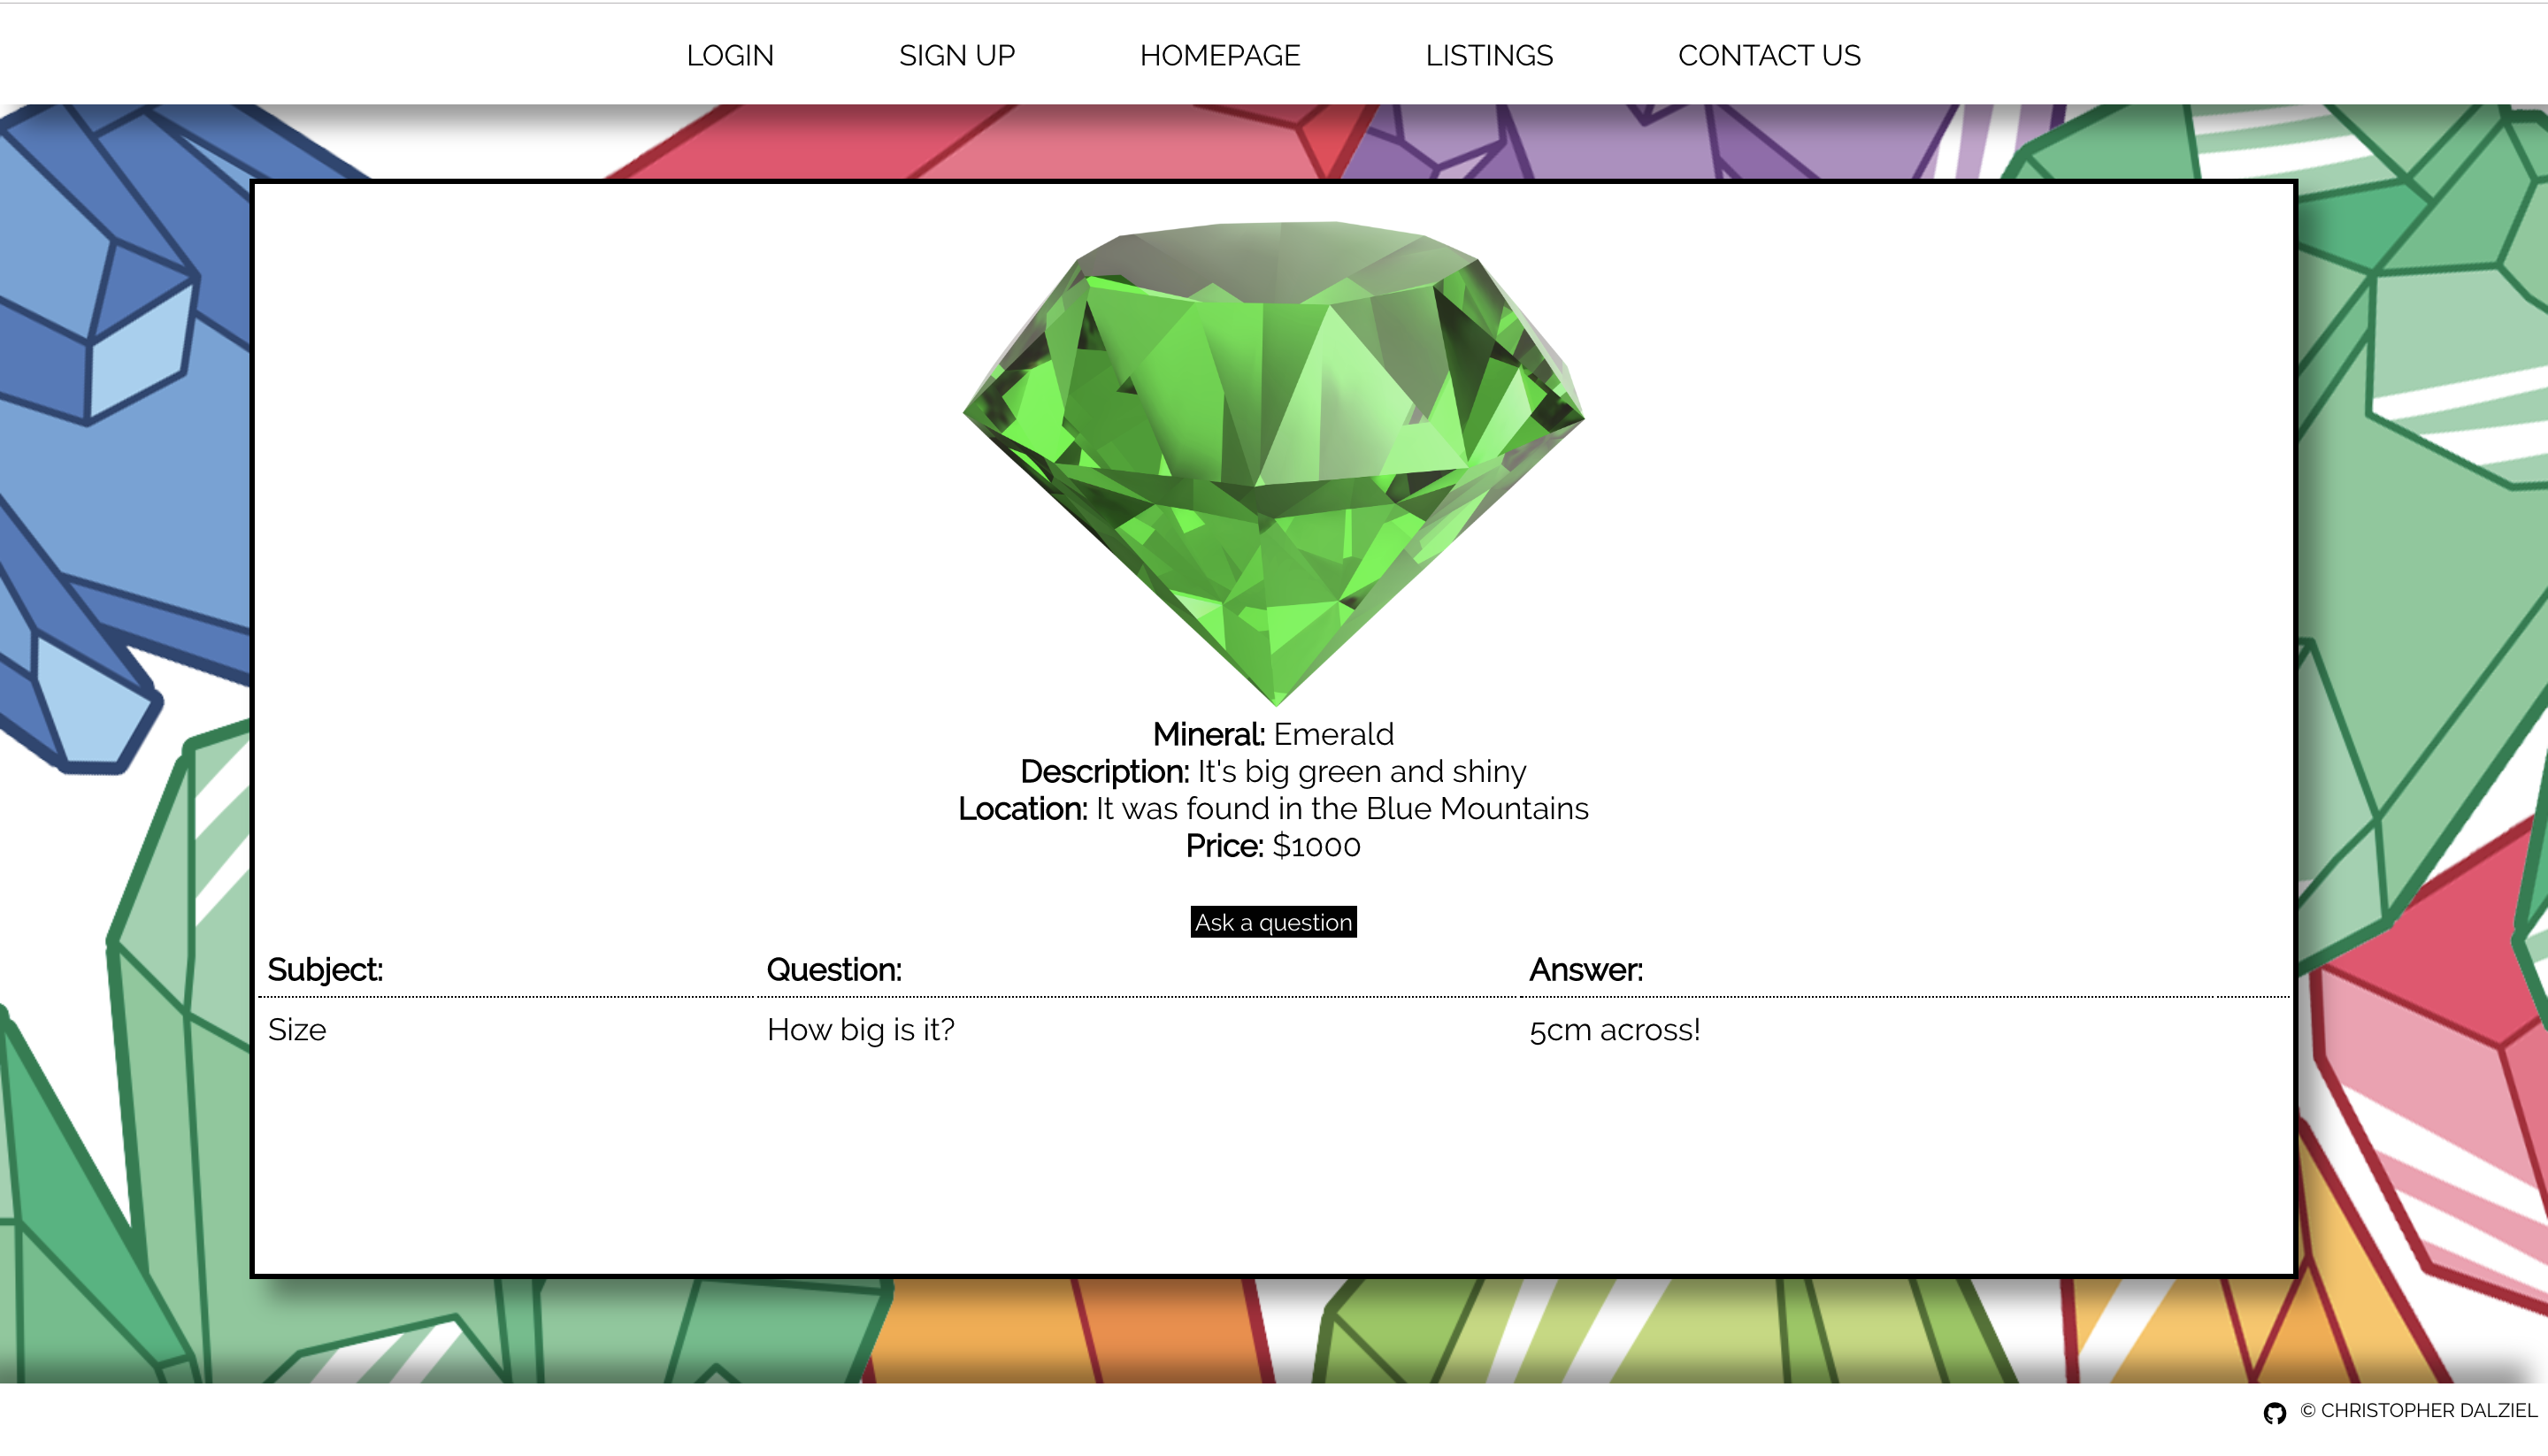 LOGIN SIGN UP HOMEPAGE LISTINGS CONTACT US
Mineral: Emerald
Description: It's big green and shiny
Location: It was found in the Blue Mountains
Price: $1000
Ask a question
Subject: Question: Answer:
Size How big is it? 5cm across!
© CHRISTOPHER DALZIEL